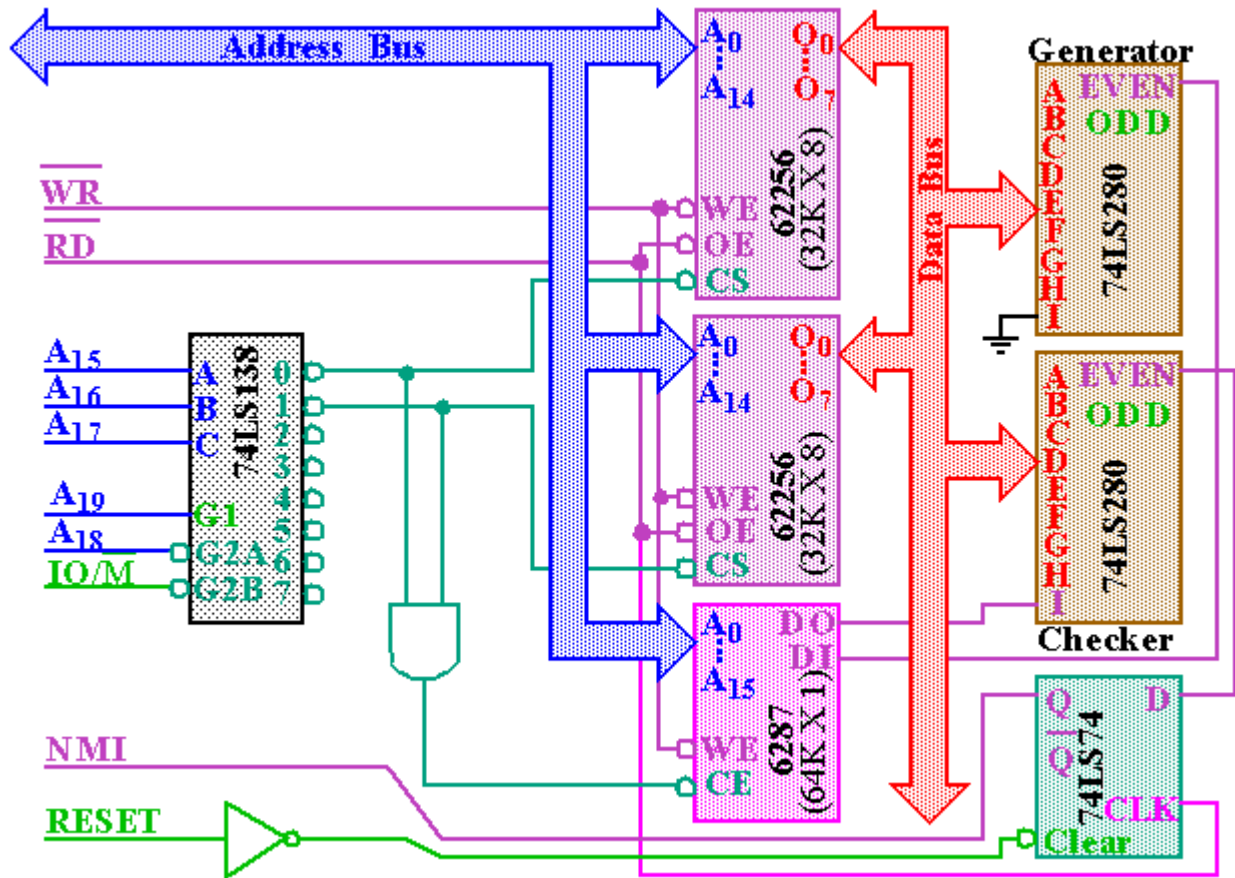 Address Bus
WR
RD
A15
A16
A17
A19
A18
IO/M
NMI
RESET
74LS138
A
B
C
G1
G2A
G2B
0
1
2
3
4
5
6
7
A0
A14
O0
O7
WE
OE
CS
62256
(32K X 8)
A0
A14
O0
O7
WE
OE
CS
62256
(32K X 8)
A0
A15
DO
DI
WE
CE
6287
(64K X 1)
Data Bus
Generator
A
B
C
D
E
F
G
H
I
EVEN
ODD
74LS280
A
B
C
D
E
F
G
H
I
EVEN
ODD
74LS280
Checker
Q
Q
D
CLK
Clear
74LS74